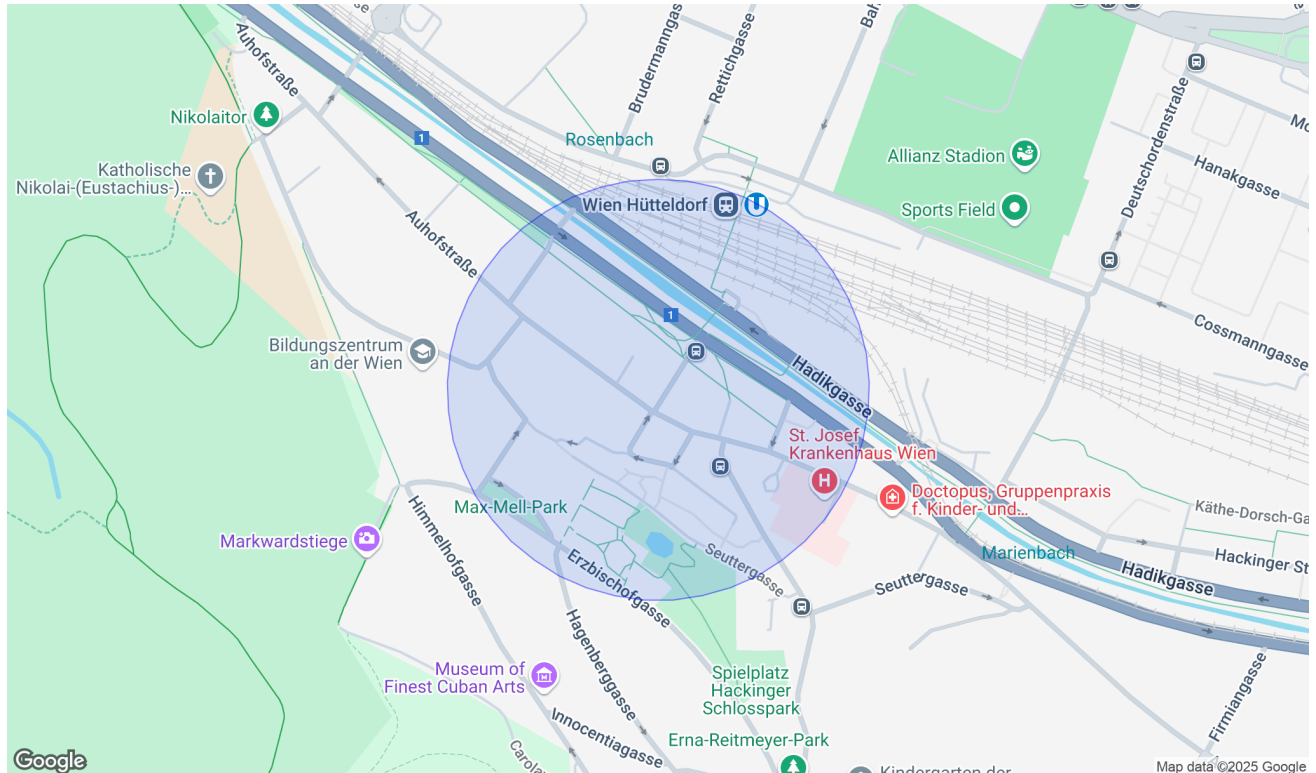 Auhofstraße
Brudermanngasse
Rettichgasse
Nikolaitor
1
Rosenbach
Allianz Stadion
Deutschordenstraße
Hanakgasse
Katholische
Nikolai-(Eustachius-)...
Wien Hütteldorf
U
Sports Field
Auhofstraße
1
Cossmanngasse
Bildungszentrum
an der Wien
Hadikgasse
St. Josef
Krankenhaus Wien
H
Doctopus, Gruppenpraxis
f. Kinder- und...
Max-Mell-Park
Käthe-Dorsch-Ga
Markwardstiege
Himmelhofgasse
Seuttergasse
Marienbach
Hackinger St
Erzbischofgasse
Seuttergasse
Hadikgasse
Hagenberggasse
Museum of
Finest Cuban Arts
Spielplatz
Hackinger
Schlosspark
Firmiangasse
Innocentiagasse
Erna-Reitmeyer-Park
Carola
Kindergarten der
Google
Map data ©2025 Google